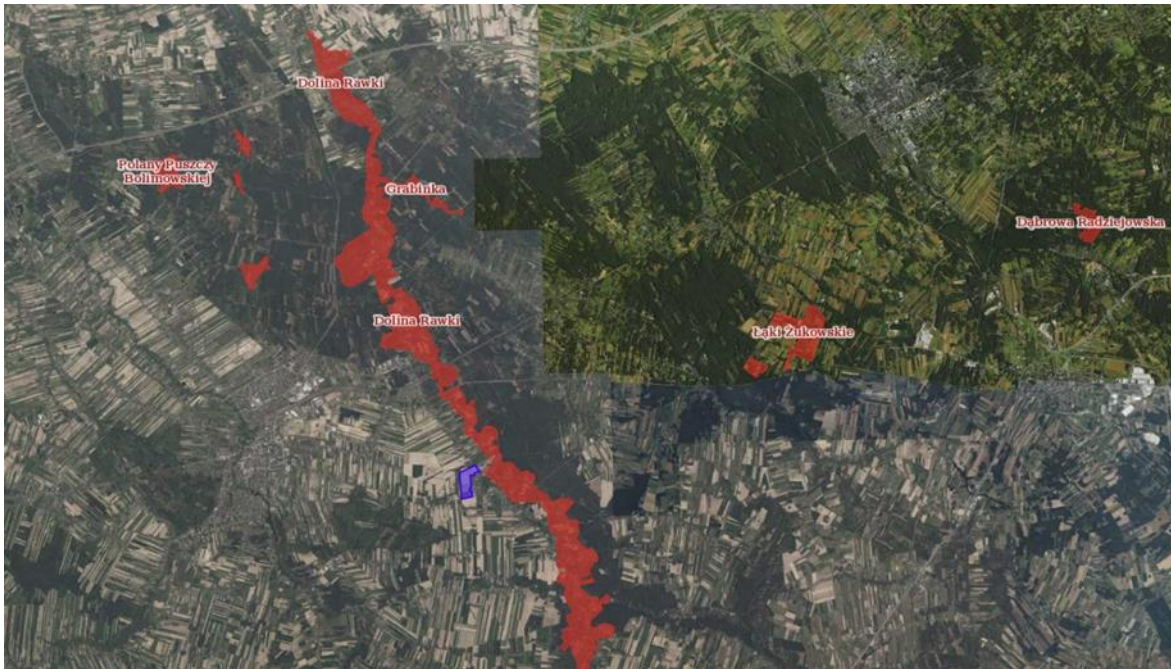 Dolina Rawki
Polany Puszczy
Bolimowskiej
Grabinka
Dąbrowa Radziejowska
Dolina Rawki
Łąki Żukowskie